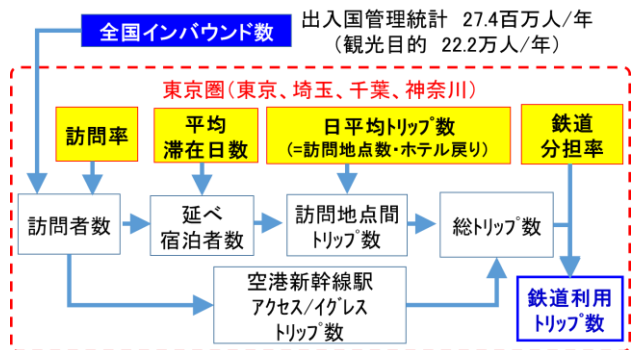 全国インバウンド数
出入国管理統計 27.4百万人/年
(観光目的 22.2万人/年)
東京圏(東京、埼玉、千葉、神奈川)
訪問率
平均
滞在日数
日平均トリップ数
(=訪問地点数・ホテル戻り)
鉄道
分担率
訪問者数
延べ
宿泊者数
訪問地点間
トリップ数
総トリップ数
空港新幹線駅
アクセス/イグレス
トリップ数
鉄道利用
トリップ数